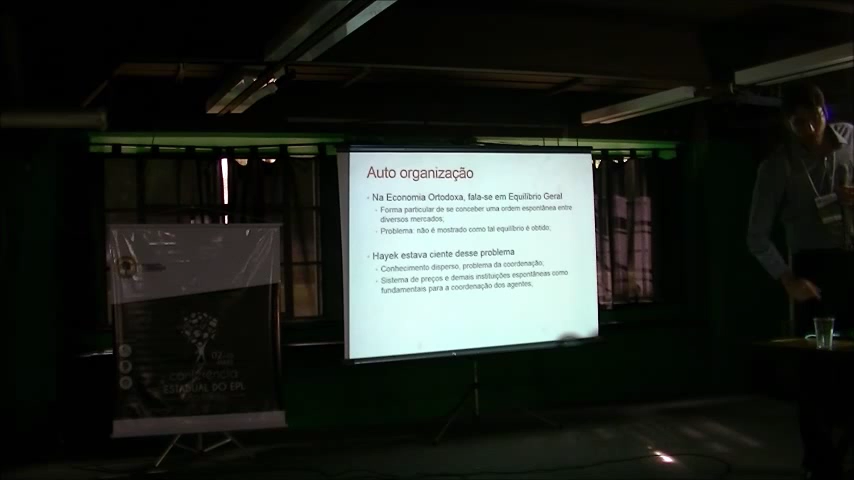 Auto organização
Na Economia Ortodoxa, fala-se em Equilíbrio Geral
Forma particular de se conceber uma ordem espontânea entre
diversos mercados;
Problema: não é mostrado como tal equilíbrio é obtido;
Hayek estava ciente desse problema
Conhecimento disperso, problema da coordenação;
Sistema de preços e demais instituições espontâneas como
fundamentais para a coordenação dos agentes;
conferência
ESTADUAL DO EPL